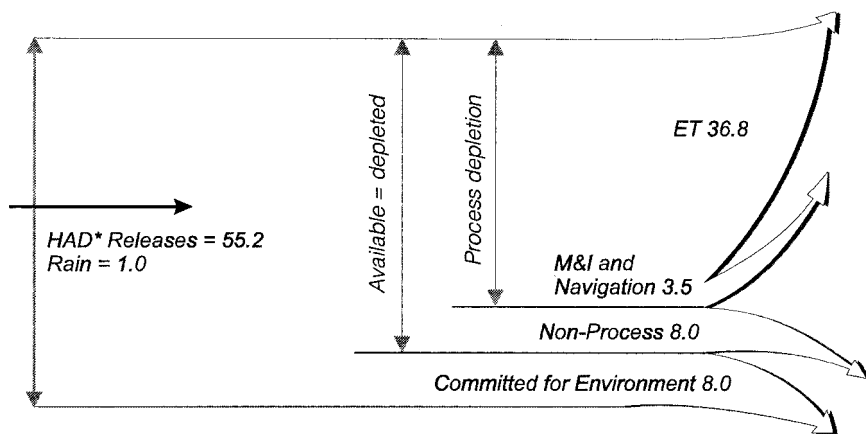 Available = depleted
Process depletion
ET 36.8
HAD* Releases = 55.2
Rain = 1.0
M&I and
Navigation 3.5
Non-Process 8.0
Committed for Environment 8.0